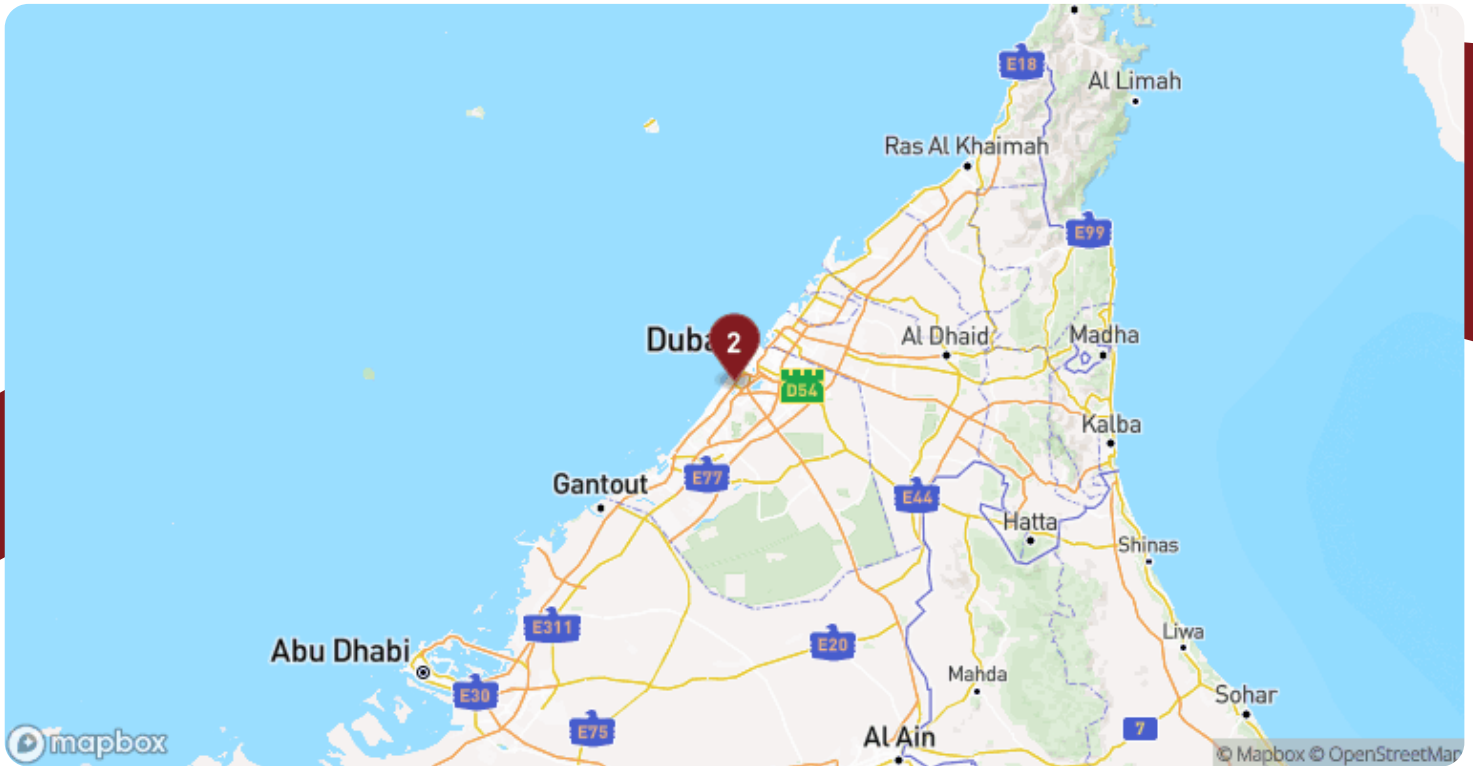 E18
Al Limah
Ras Al Khaimah
E99
Duba
2
Al Dhaid
Madha
D54
Kalba
E77
Gantout
E44
Hatta
Shinas
E311
Liwa
E20
Abu Dhabi
Mahda
E30
Sohar
E75
7
Al Ain
mapbox
© Mapbox © OpenStreetMap